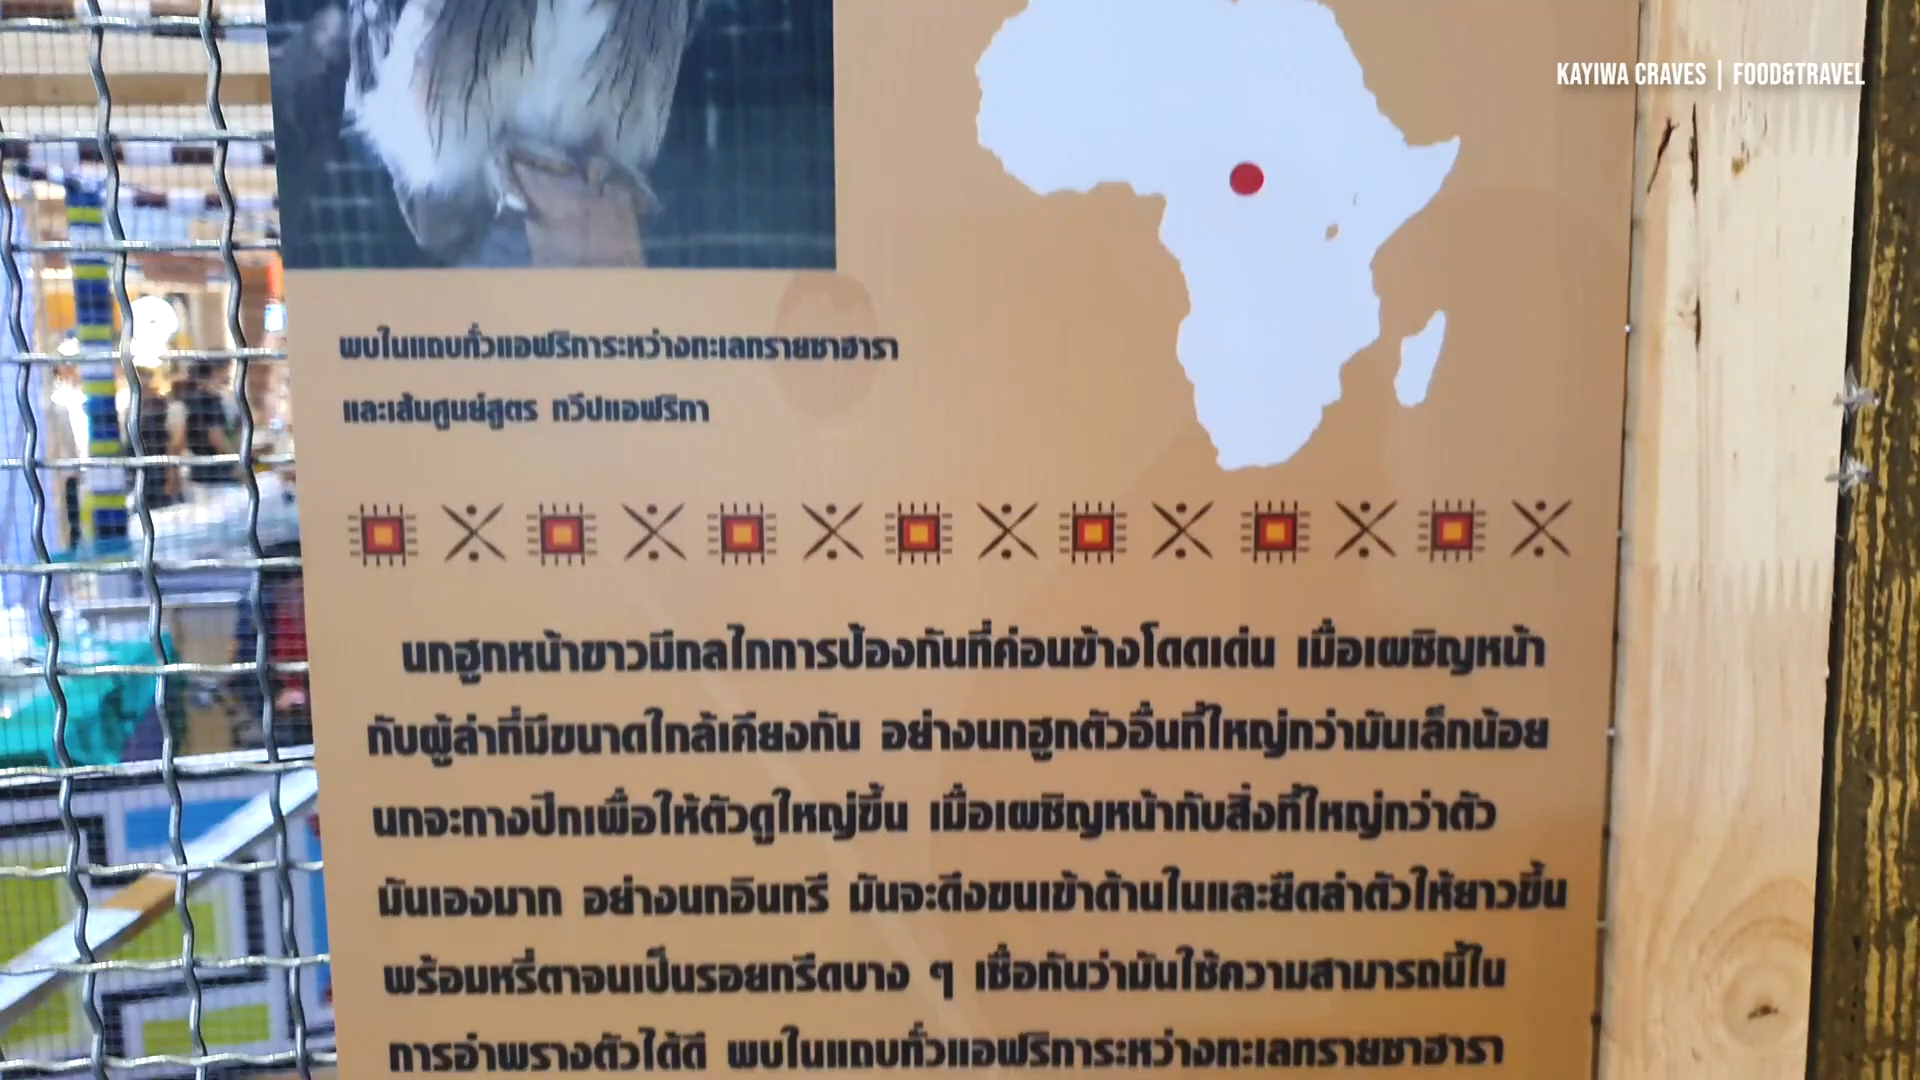 KAYIWA CRAVES | FOOD&TRAVEL
พบในแถบทั่วแอฟริการะหว่างทะเลทรายซาฮารา
และเส้นศูนย์สูตร ทวีปแอฟริกา
นกฮูกหน้าขาวมีกลไกการป้องกันที่ค่อนข้างโดดเด่น เมื่อเผชิญหน้า
กับผู้ล่าที่มีขนาดใกล้เคียงกัน อย่างนกฮูกตัวอื่นที่ใหญ่กว่ามันเล็กน้อย
นกจะกางปีกเพื่อให้ตัวดูใหญ่ขึ้น เมื่อเผชิญหน้ากับสิ่งที่ใหญ่กว่าตัว
มันเองมาก อย่างนกอินทรี มันจะดึงขนเข้าด้านในและยืดลำตัวให้ยาวขึ้น
พร้อมหรี่ตาจนเป็นรอยกรีดบาง ๆ เชื่อกันว่ามันใช้ความสามารถนี้ใน
การอำพรางตัวได้ดี พบในแถบทั่วแอฟริการะหว่างทะเลทรายซาฮารา